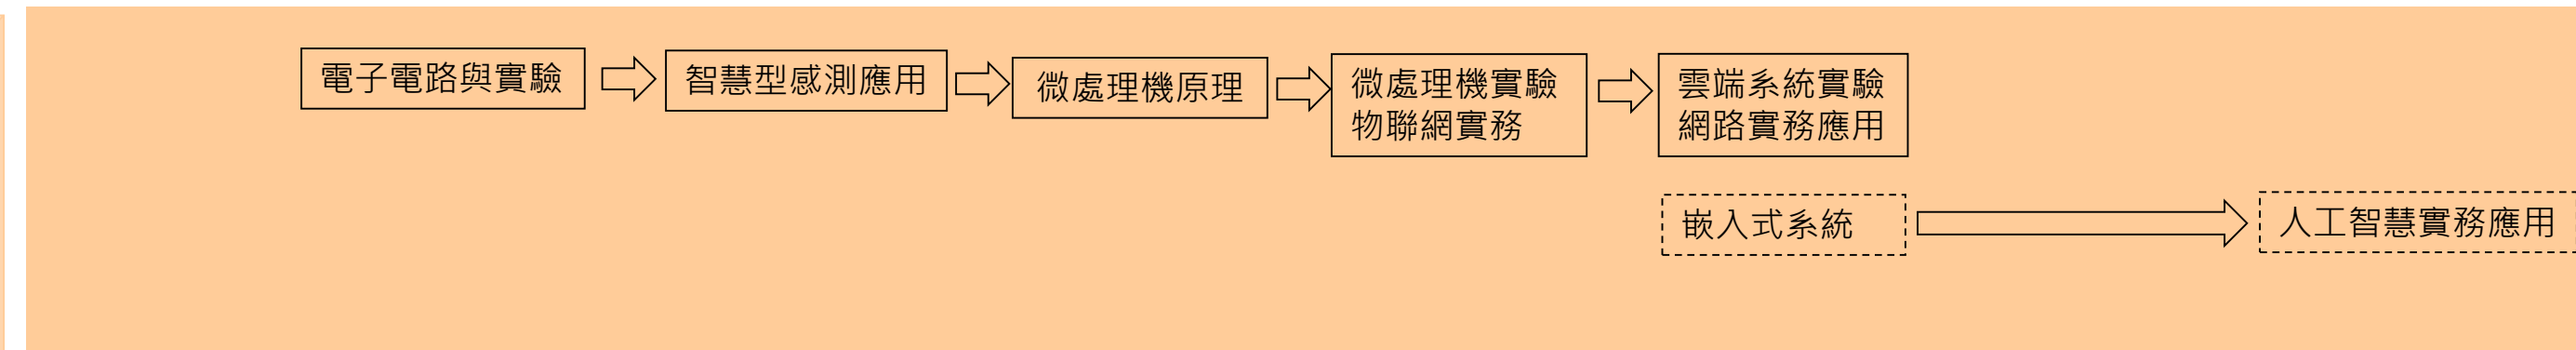 電子電路與實驗
智慧型感測應用
微處理機原理
微處理機實驗
物聯網實務
雲端系統實驗
網路實務應用
嵌入式系統
人工智慧實務應用